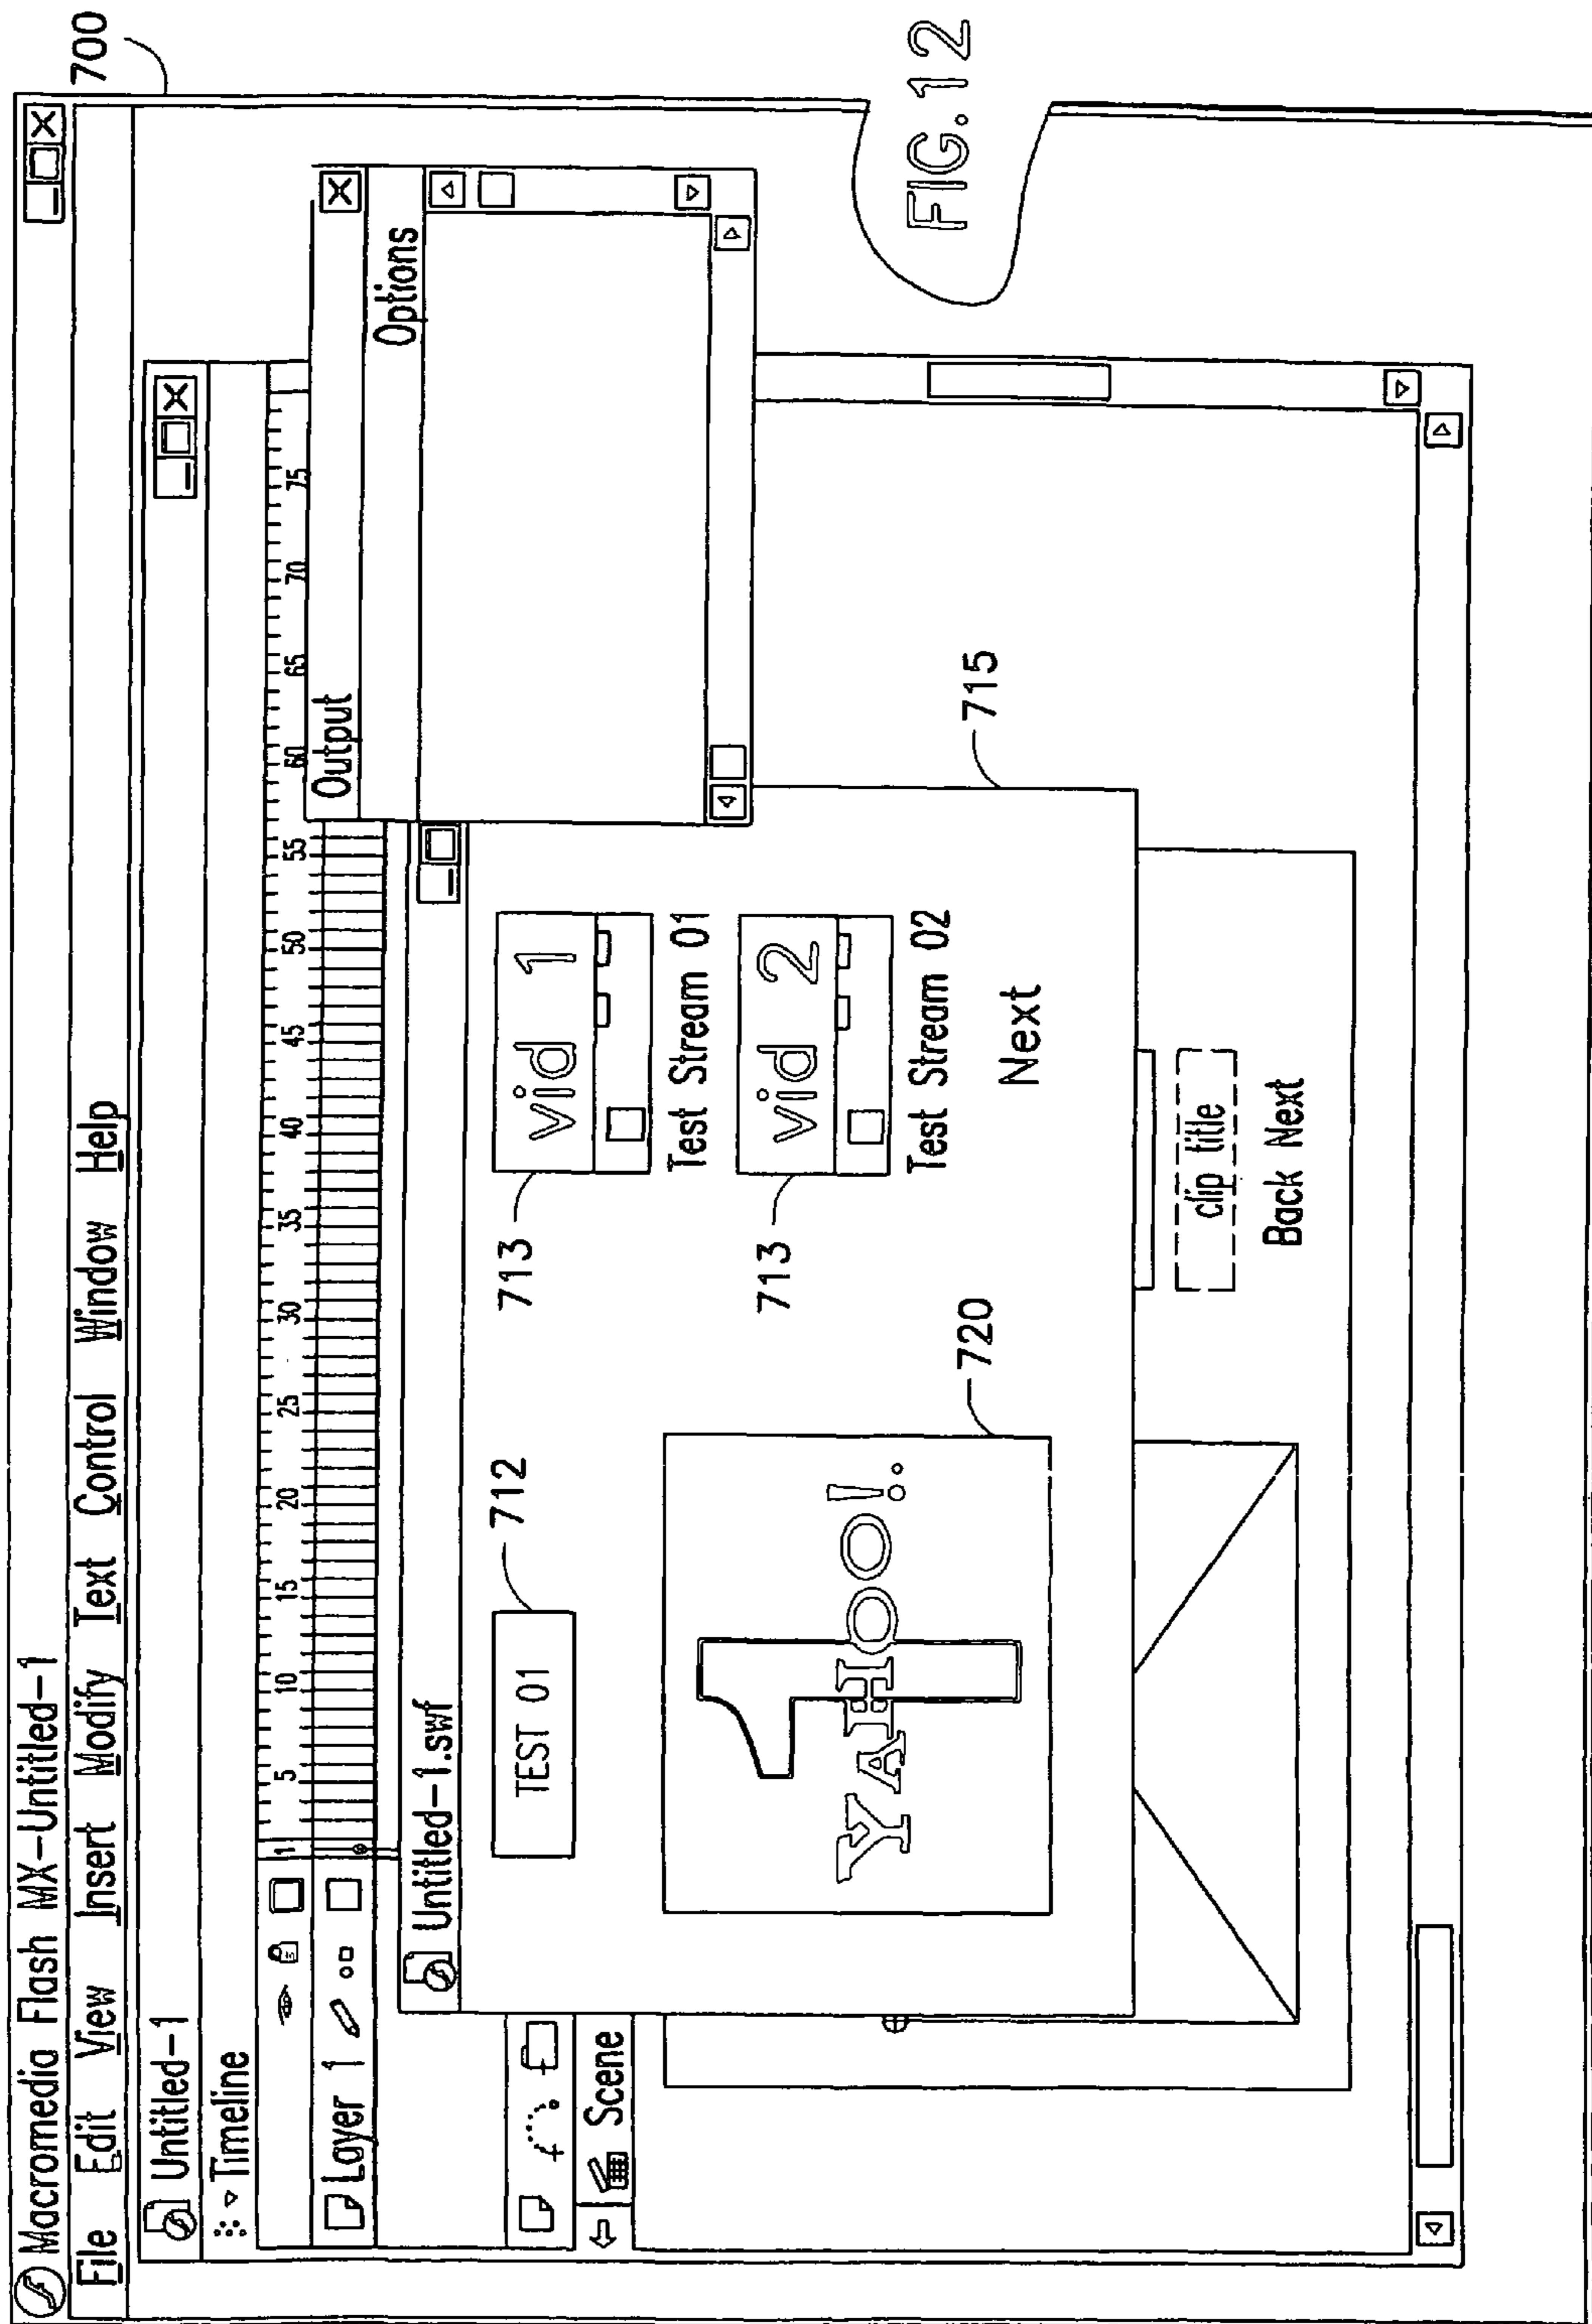 Macromedia Flash MX-Untitled-1
File Edit View Insert Modify Text Control Window Help
700
Untitled-1
Timeline
1 5 10 15 20 25 30 35 40 45 50 55 60 65 70 75
Layer 1
Output
Options
Untitled-1.swf
TEST 01
712
713
vid 1
Test Stream 01
713
vid 2
Test Stream 02
Scene
1
YAHOO!
720
Next
715
clip title
Back Next
FIG.12